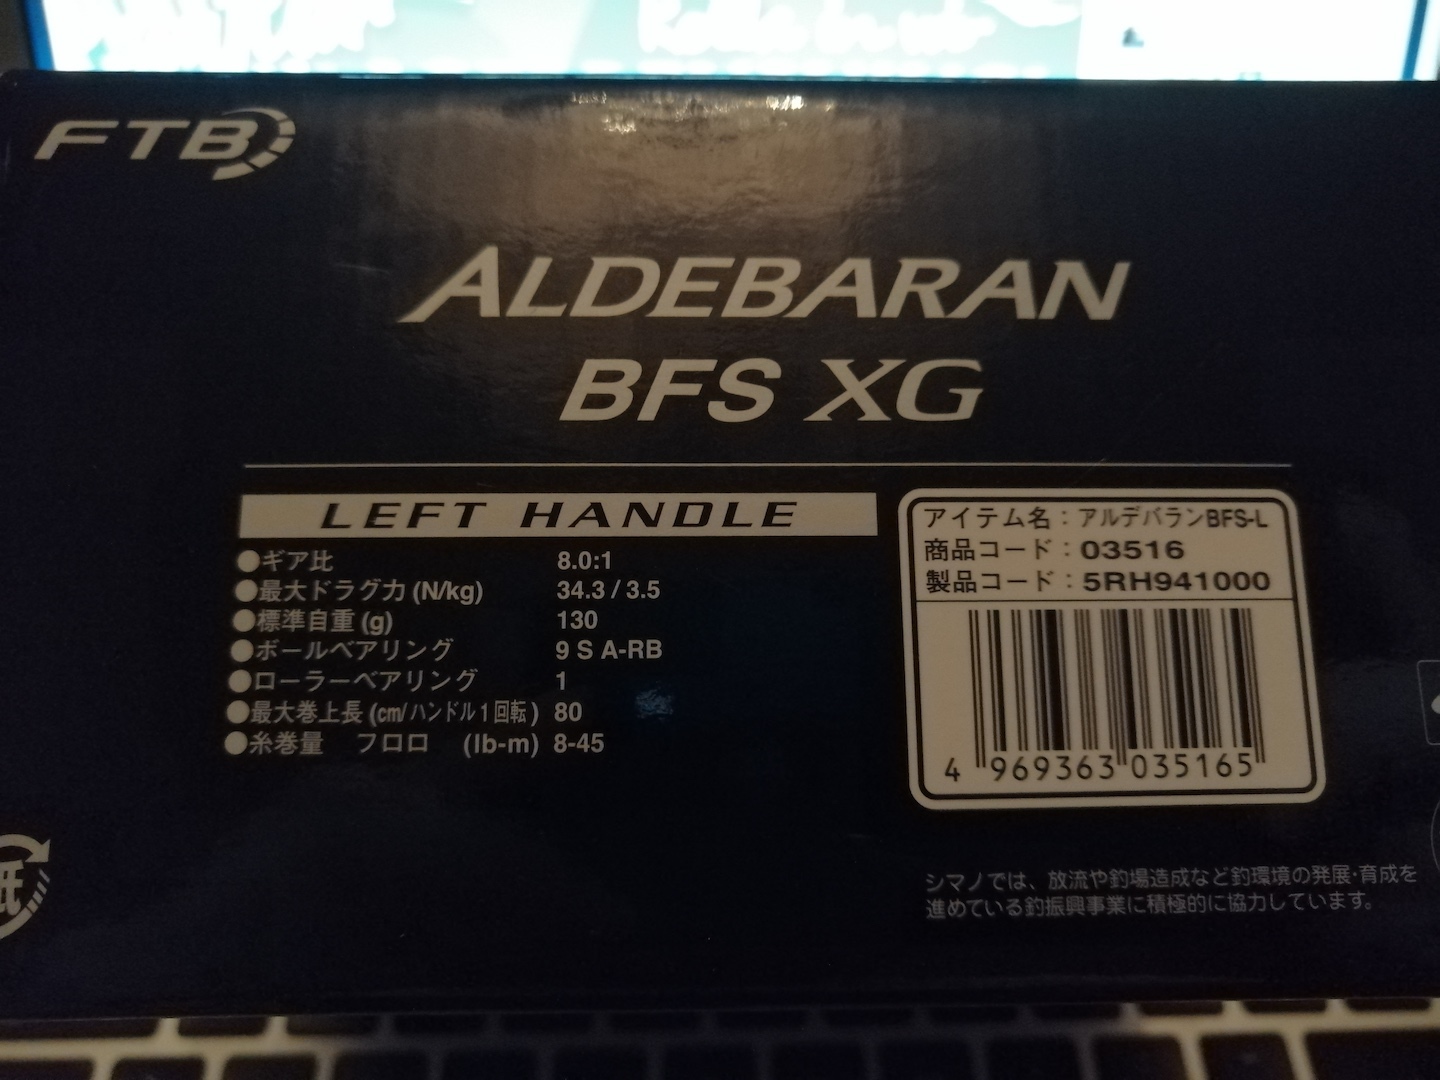 FTB
ALDEBARAN
BFS XG
LEFT HANDLE
●ギア比 8.0:1
●最大ドラグ力 (N/kg) 34.3 / 3.5
●標準自重 (g) 130
●ボールベアリング 9 S A-RB
●ローラーベアリング 1
●最大巻上長 (cm/ハンドル1回転) 80
●糸巻量 フロロ (lb-m) 8-45
アイテム名：アルデバランBFS-L
商品コード：03516
製品コード：5RH941000
4 969363 035165
シマノでは、放流や釣場造成など釣環境の発展・育成を
進めている釣振興事業に積極的に協力しています。
紙